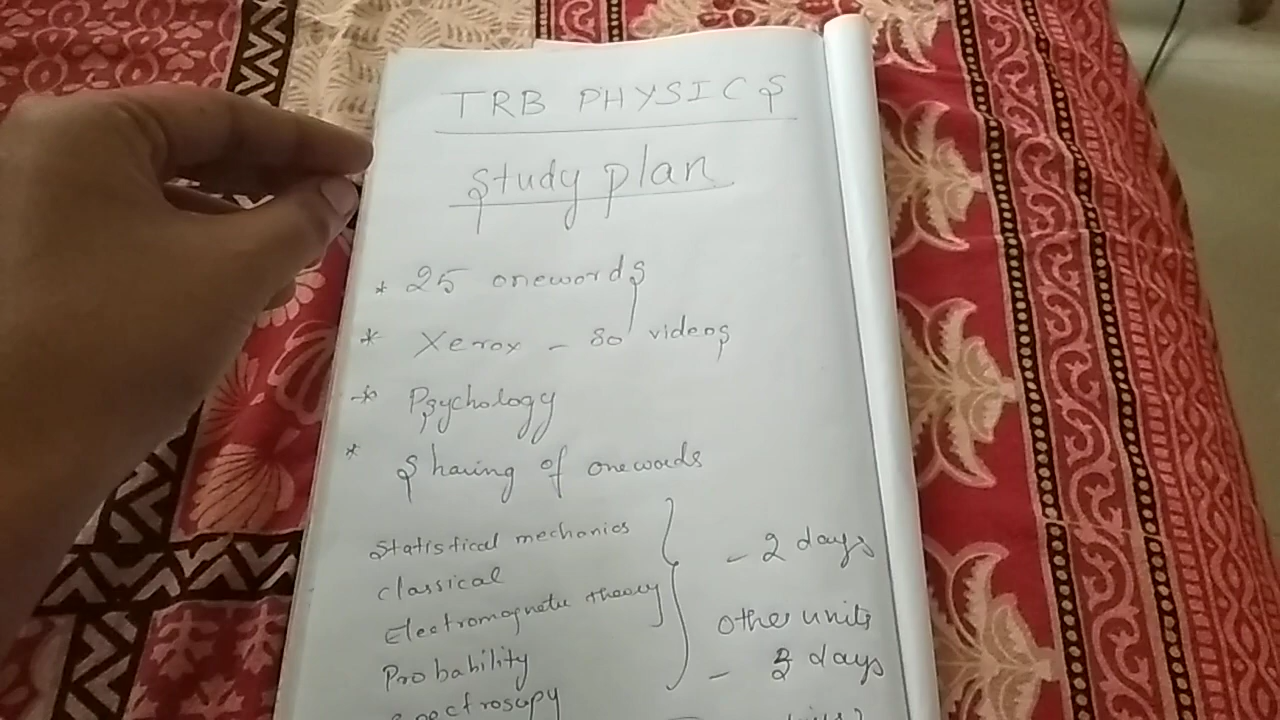 TRB PHYSICS
Study plan
* 25 onewords
* Xerox - 80 videos
* Psychology
* Sharing of onewords
Statistical mechanics
classical
Electromagnetic theory
Probability
Spectroscopy
- 2 days
other units
- 3 days